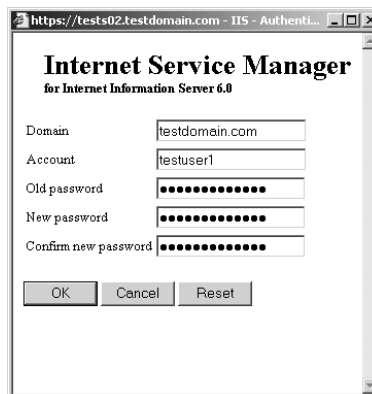 https://tests02.testdomain.com - IIS - Authenti...
Internet Service Manager
for Internet Information Server 6.0
Domain testdomain.com
Account testuser1
Old password ●●●●●●●●●●●●●
New password ●●●●●●●●●●●●●
Confirm new password ●●●●●●●●●●●●●
OK Cancel Reset